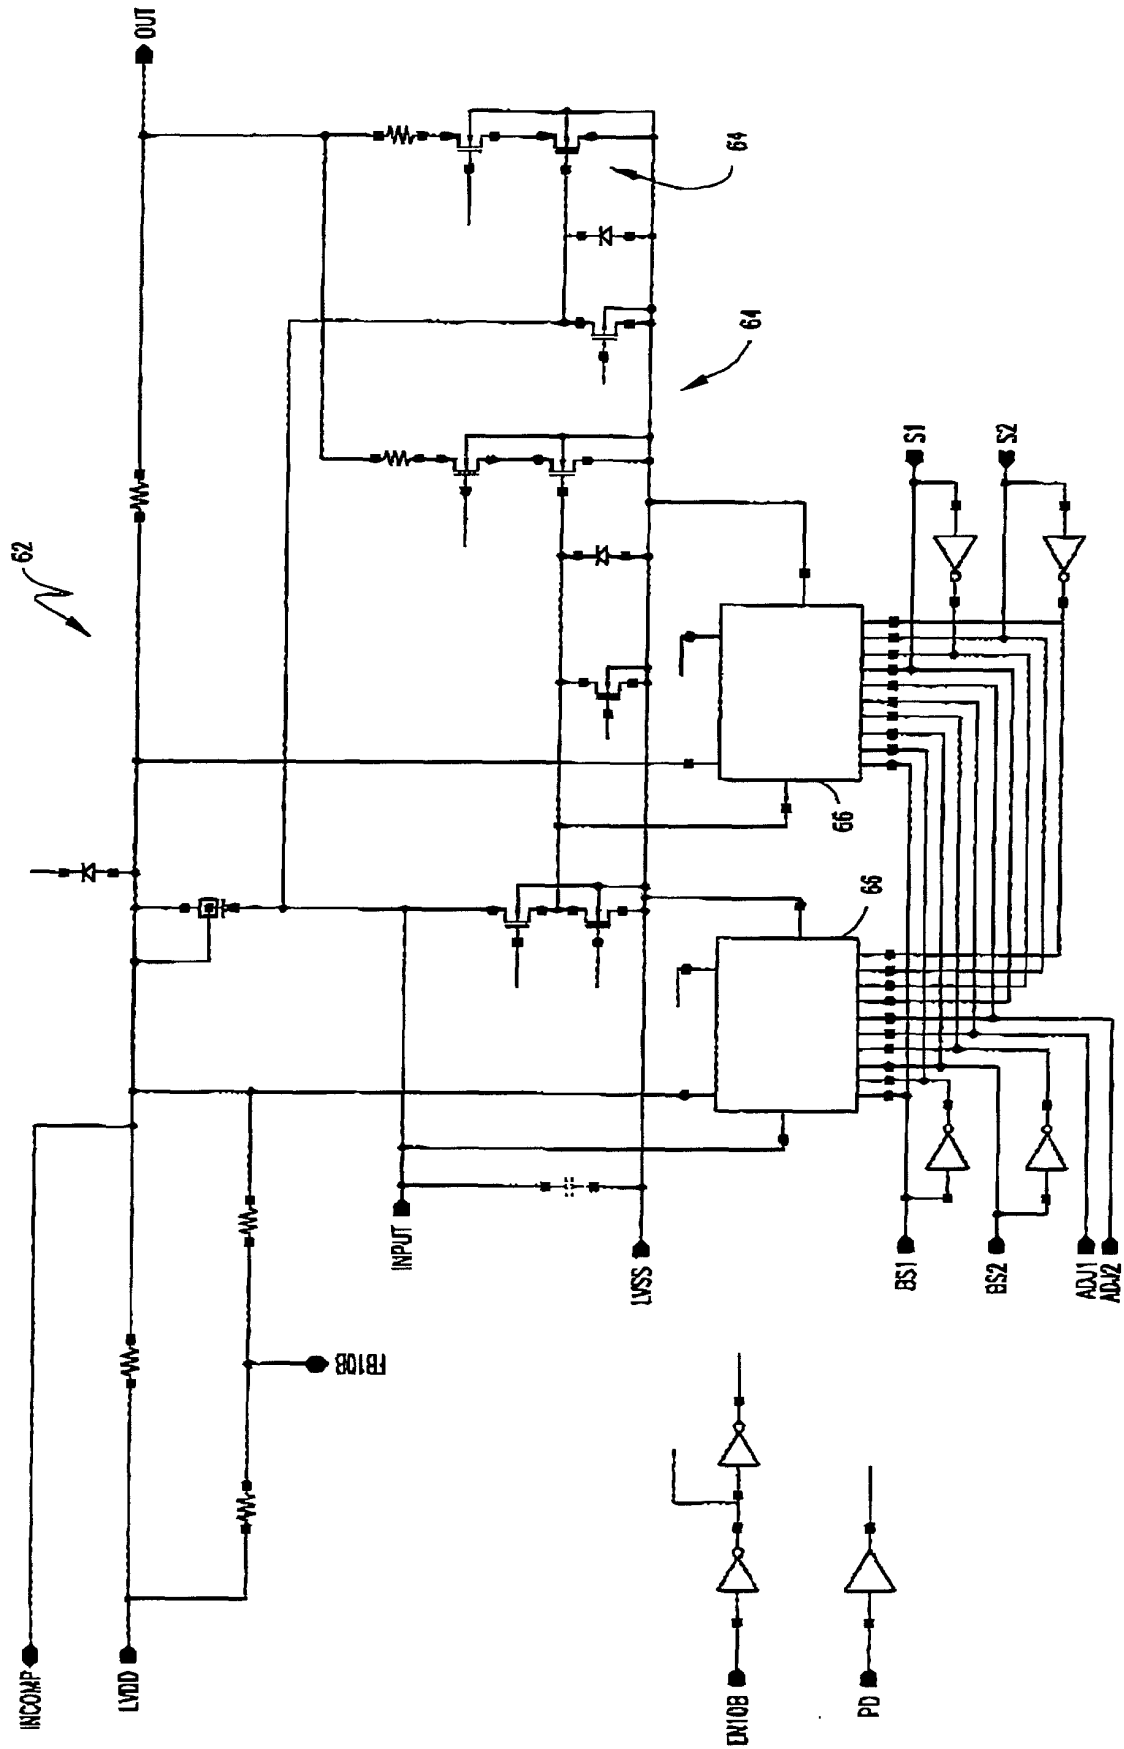 62
INCOMP
LVDD
OUT
FB10B
INPUT
LVSS
64
64
EN10B
66
66
PD
BS1
S1
BS2
S2
ADJ1
ADJ2